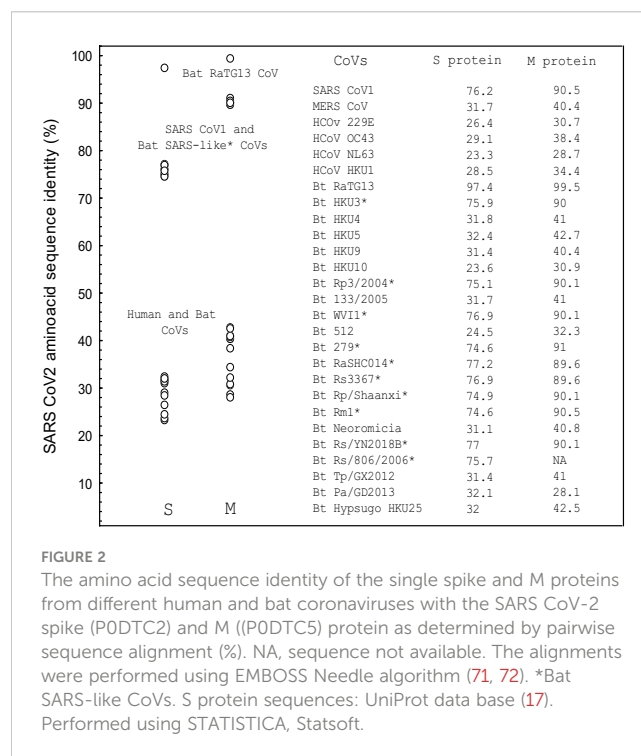 SARS CoV2 aminoacid sequence identity (%)
100
90
80
70
60
50
40
30
20
10
S M
Bat RaTG13 CoV
SARS CoV1 and
Bat SARS-like* CoVs
Human and Bat
CoVs
CoVs S protein M protein
SARS CoV1 76.2 90.5
MERS CoV 31.7 40.4
HCOv 229E 26.4 30.7
HCoV OC43 29.1 38.4
HCoV NL63 23.3 28.7
HCoV HKU1 28.5 34.4
Bt RaTG13 97.4 99.5
Bt HKU3* 75.9 90
Bt HKU4 31.8 41
Bt HKU5 32.4 42.7
Bt HKU9 31.4 40.4
Bt HKU10 23.6 30.9
Bt Rp3/2004* 75.1 90.1
Bt 133/2005 31.7 41
Bt WVI1* 76.9 90.1
Bt 512 24.5 32.3
Bt 279* 74.6 91
Bt RaSHC014* 77.2 89.6
Bt Rs3367* 76.9 89.6
Bt Rp/Shaanxi* 74.9 90.1
Bt Rm1* 74.6 90.5
Bt Neoromicia 31.1 40.8
Bt Rs/YN2018B* 77 90.1
Bt Rs/806/2006* 75.7 NA
Bt Tp/GX2012 31.4 41
Bt Pa/GD2013 32.1 28.1
Bt Hypsugo HKU25 32 42.5
FIGURE 2
The amino acid sequence identity of the single spike and M proteins
from different human and bat coronaviruses with the SARS CoV-2
spike (P0DTC2) and M ((P0DTC5) protein as determined by pairwise
sequence alignment (%). NA, sequence not available. The alignments
were performed using EMBOSS Needle algorithm (71, 72). *Bat
SARS-like CoVs. S protein sequences: UniProt data base (17).
Performed using STATISTICA, Statsoft.